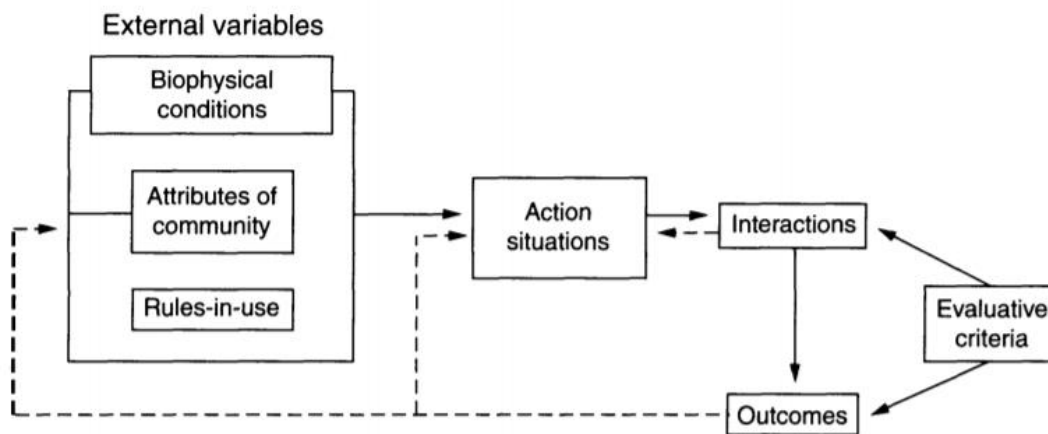 External variables
Biophysical
conditions
Attributes of
community
Rules-in-use
Action
situations
Interactions
Outcomes
Evaluative
criteria